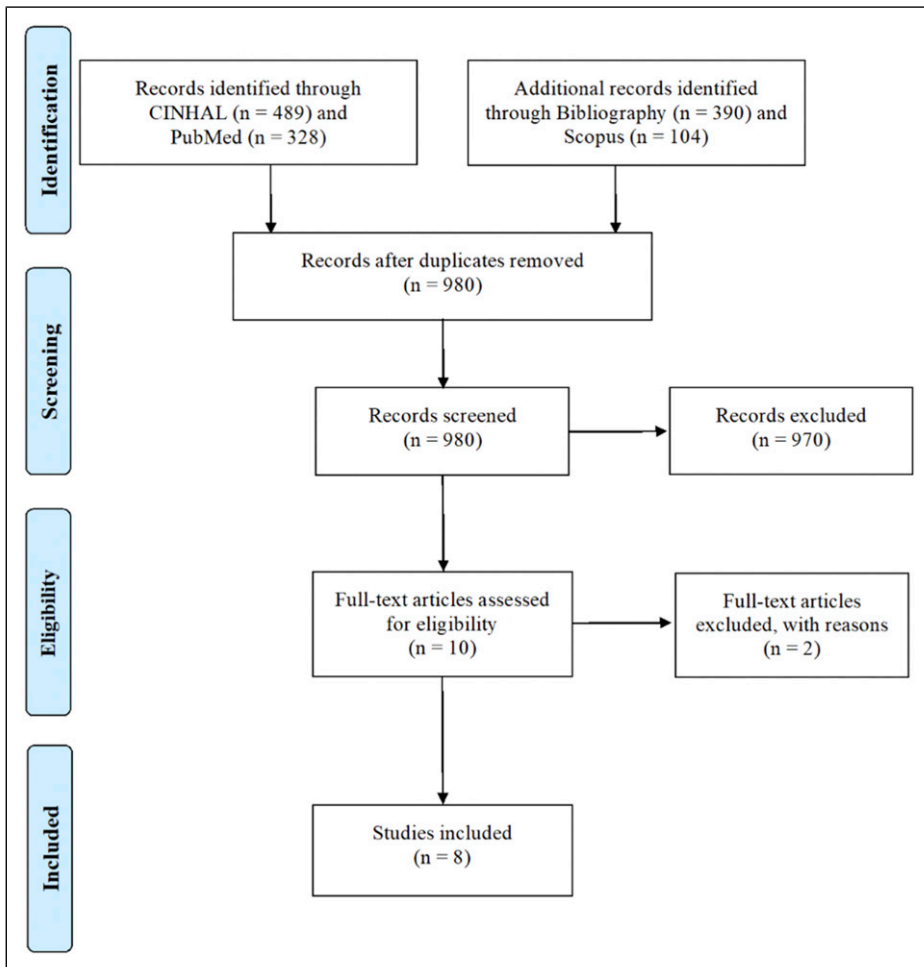 Identification
Records identified through
CINHAL (n = 489) and
PubMed (n = 328)
Additional records identified
through Bibliography (n = 390) and
Scopus (n = 104)
Records after duplicates removed
(n = 980)
Screening
Records screened
(n = 980)
Records excluded
(n = 970)
Eligibility
Full-text articles assessed
for eligibility
(n = 10)
Full-text articles
excluded, with reasons
(n = 2)
Included
Studies included
(n = 8)